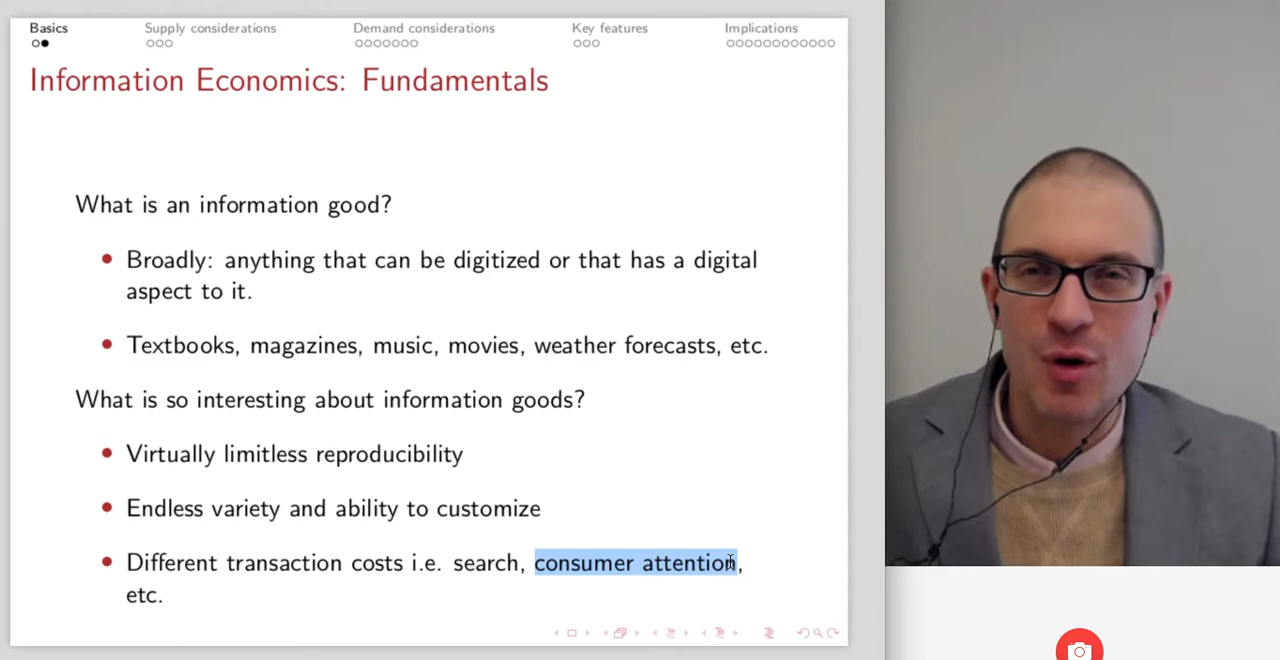 Basics
Supply considerations
Demand considerations
Key features
Implications
Information Economics: Fundamentals
What is an information good?
Broadly: anything that can be digitized or that has a digital
aspect to it.
Textbooks, magazines, music, movies, weather forecasts, etc.
What is so interesting about information goods?
Virtually limitless reproducibility
Endless variety and ability to customize
Different transaction costs i.e. search, consumer attention,
etc.